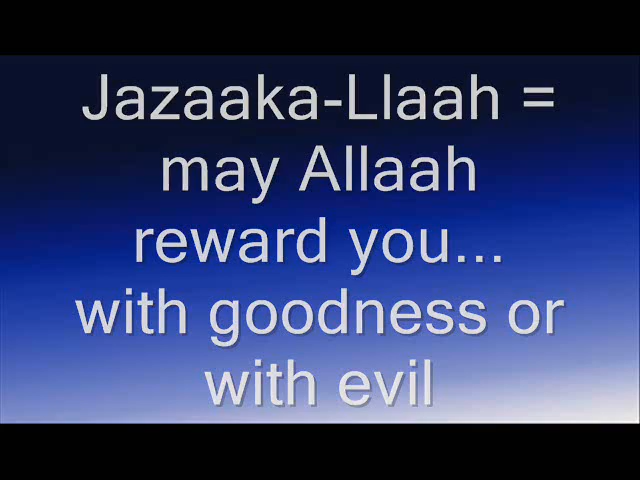 Jazaaka-Llaah =
may Allaah
reward you...
with goodness or
with evil